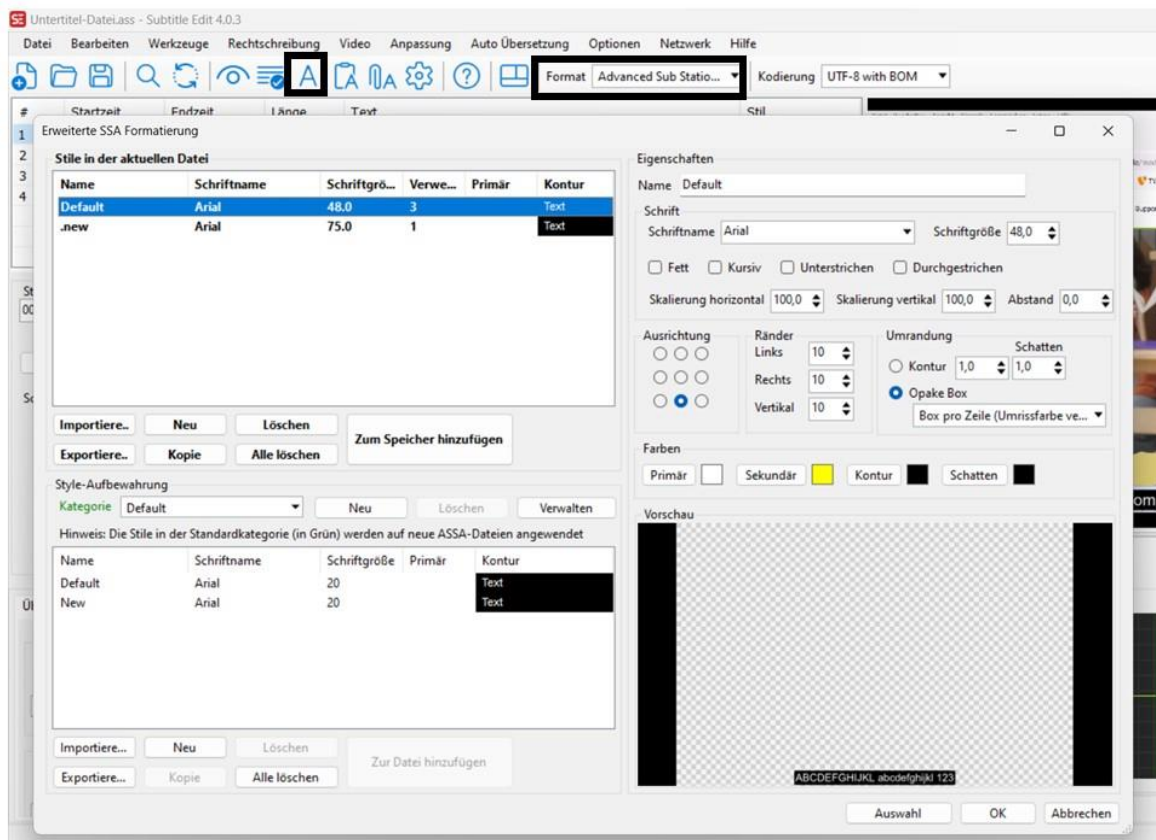 Untertitel-Datei.ass - Subtitle Edit 4.0.3
Datei Bearbeiten Werkzeuge Rechtschreibung Video Anpassung Auto Übersetzung Optionen Netzwerk Hilfe
Format Advanced Sub Statio... Kodierung UTF-8 with BOM
# Startzeit Endzeit Länge Text Stil
1
2
3
4
Erweiterte SSA Formatierung
Stile in der aktuellen Datei
Name Schriftname Schriftgrö... Verwe... Primär Kontur
Default Arial 48.0 3 Text
.new Arial 75.0 1 Text
Importiere.. Neu Löschen
Exportiere.. Kopie Alle löschen
Zum Speicher hinzufügen
Style-Aufbewahrung
Kategorie Default Neu Löschen Verwalten
Hinweis: Die Stile in der Standardkategorie (in Grün) werden auf neue ASSA-Dateien angewendet
Name Schriftname Schriftgröße Primär Kontur
Default Arial 20 Text
New Arial 20 Text
Importiere... Neu Löschen
Exportiere... Kopie Alle löschen
Zur Datei hinzufügen
Eigenschaften
Name Default
Schrift
Schriftname Arial Schriftgröße 48,0
Fett Kursiv Unterstrichen Durchgestrichen
Skalierung horizontal 100,0 Skalierung vertikal 100,0 Abstand 0,0
Ausrichtung
Ränder
Links 10
Rechts 10
Vertikal 10
Umrandung
Schatten
Kontur 1,0 1,0
Opake Box
Box pro Zeile (Umrissfarbe ve...
Farben
Primär Sekundär Kontur Schatten
Vorschau
ABCDEFGHIJKL abcdefghijkl 123
Auswahl OK Abbrechen